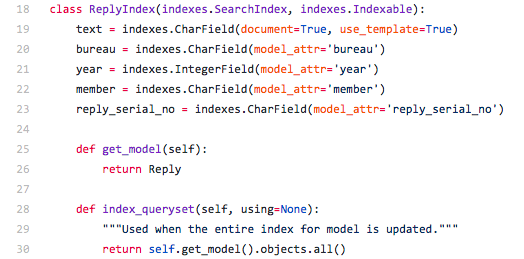 18 class ReplyIndex(indexes.SearchIndex, indexes.Indexable):
19     text = indexes.CharField(document=True, use_template=True)
20     bureau = indexes.CharField(model_attr='bureau')
21     year = indexes.IntegerField(model_attr='year')
22     member = indexes.CharField(model_attr='member')
23     reply_serial_no = indexes.CharField(model_attr='reply_serial_no')
24
25     def get_model(self):
26         return Reply
27
28     def index_queryset(self, using=None):
29         """Used when the entire index for model is updated."""
30         return self.get_model().objects.all()